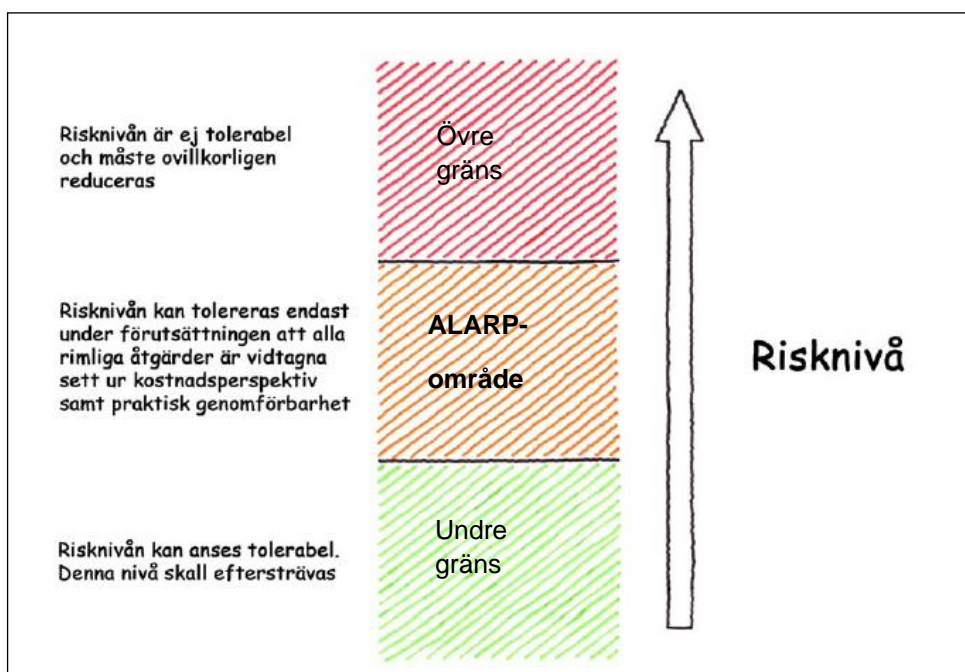 Risknivån är ej tolerabel
och måste ovillkorligen
reduceras
Övre
gräns
Risknivån kan tolereras endast
under förutsättningen att alla
rimliga åtgärder är vidtagna
sett ur kostnadsperspektiv
samt praktisk genomförbarhet
ALARP-
område
Risknivå
Risknivån kan anses tolerabel.
Denna nivå skall eftersträvas
Undre
gräns